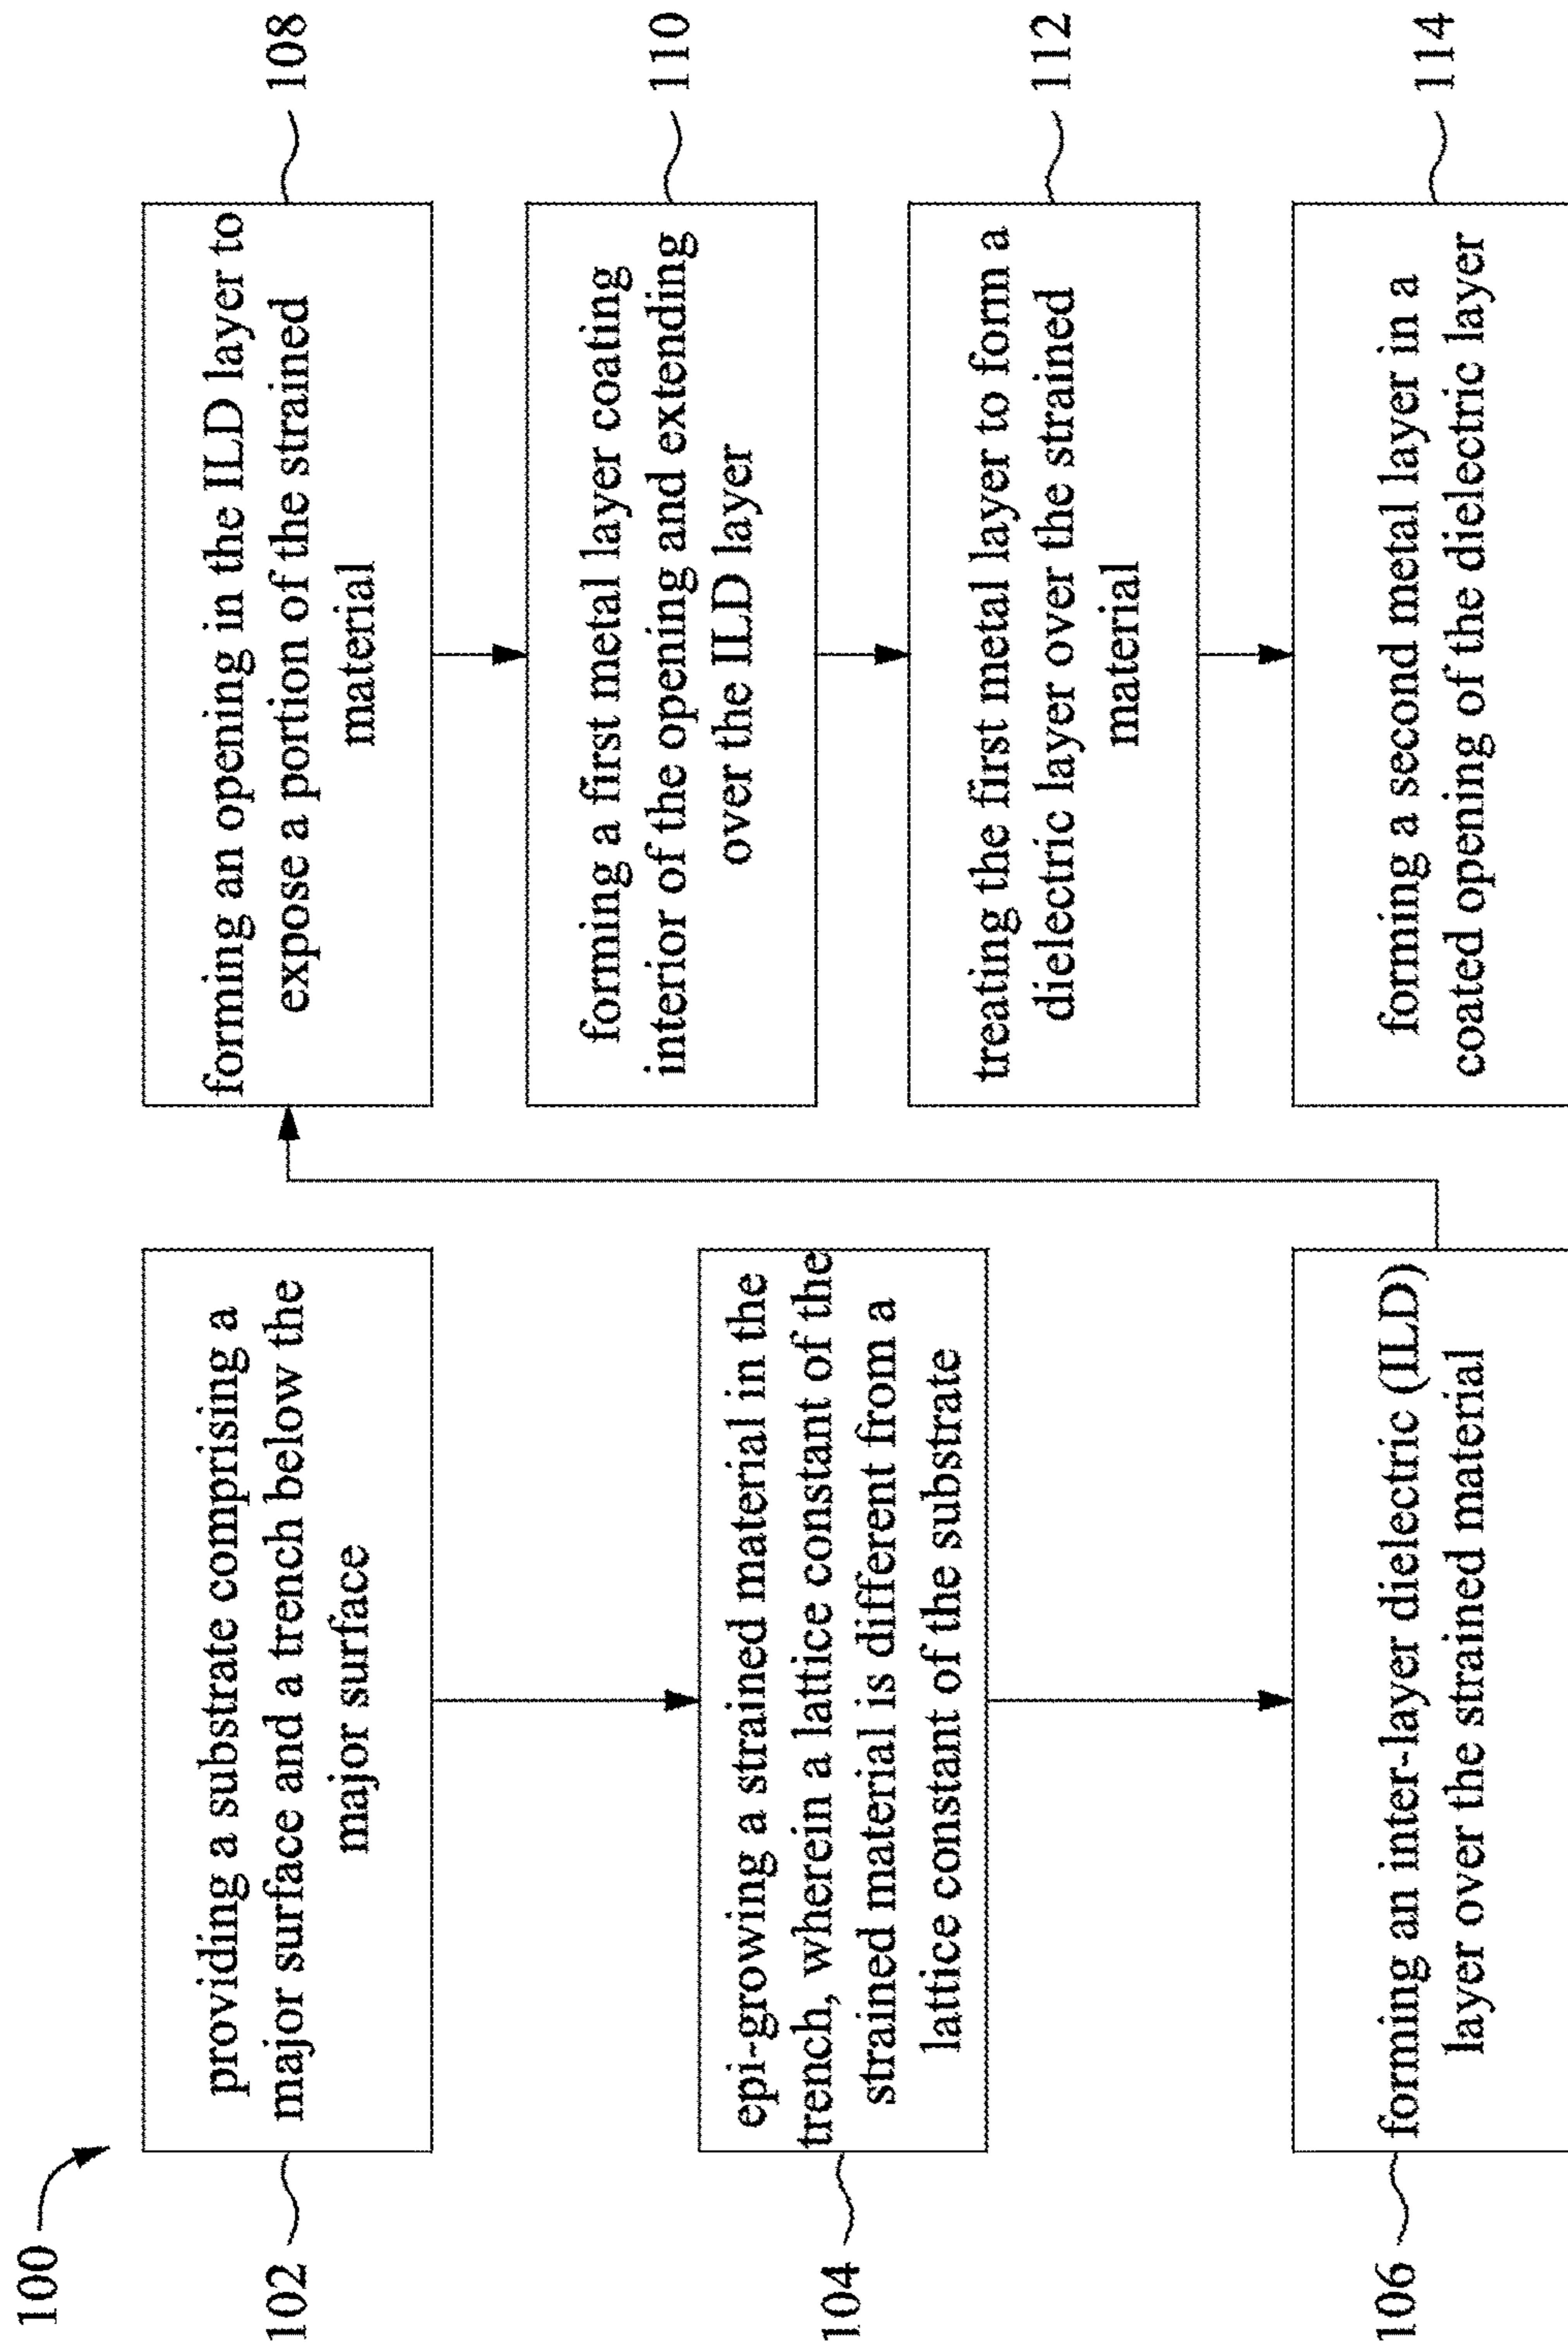 100
102
providing a substrate comprising a
major surface and a trench below the
major surface
104
epi-growing a strained material in the
trench, wherein a lattice constant of the
strained material is different from a
lattice constant of the substrate
106
forming an inter-layer dielectric (ILD)
layer over the strained material
forming an opening in the ILD layer to
expose a portion of the strained
material
108
forming a first metal layer coating
interior of the opening and extending
over the ILD layer
110
treating the first metal layer to form a
dielectric layer over the strained
material
112
forming a second metal layer in a
coated opening of the dielectric layer
114